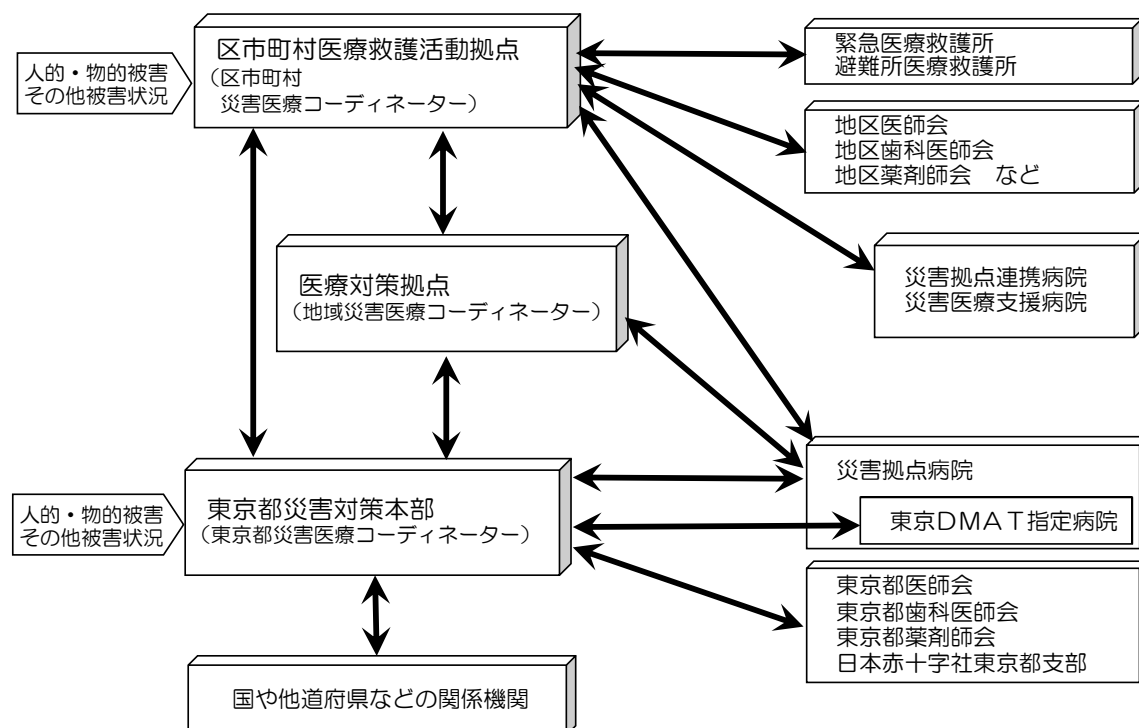 区市町村医療救護活動拠点
（区市町村
災害医療コーディネーター）
人的・物的被害
その他被害状況
緊急医療救護所
避難所医療救護所
地区医師会
地区歯科医師会
地区薬剤師会　など
災害拠点連携病院
災害医療支援病院
医療対策拠点
（地域災害医療コーディネーター）
災害拠点病院
東京ＤＭＡＴ指定病院
人的・物的被害
その他被害状況
東京都災害対策本部
（東京都災害医療コーディネーター）
東京都医師会
東京都歯科医師会
東京都薬剤師会
日本赤十字社東京都支部
国や他道府県などの関係機関